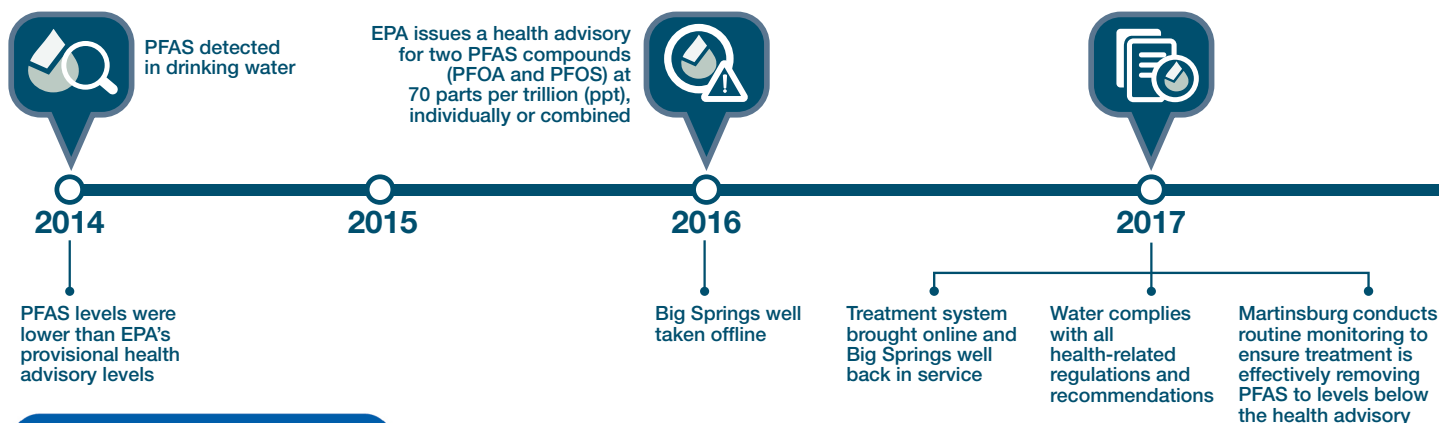 PFAS detected
in drinking water
EPA issues a health advisory
for two PFAS compounds
(PFOA and PFOS) at
70 parts per trillion (ppt),
individually or combined
2014
2015
2016
2017
PFAS levels were
lower than EPA’s
provisional health
advisory levels
Big Springs well
taken offline
Treatment system
brought online and
Big Springs well
back in service
Water complies
with all
health-related
regulations and
recommendations
Martinsburg conducts
routine monitoring to
ensure treatment is
effectively removing
PFAS to levels below
the health advisory